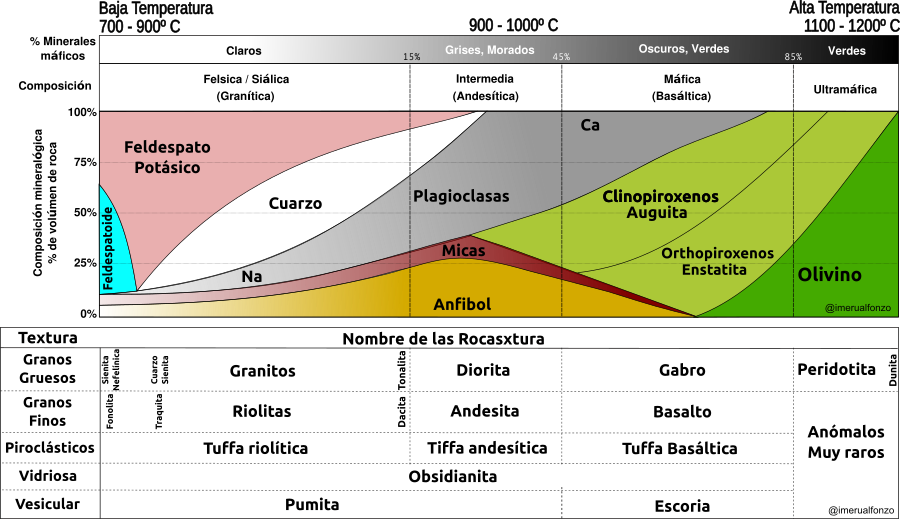 Baja Temperatura
700 - 900º C
900 - 1000º C
Alta Temperatura
1100 - 1200º C
% Minerales
máficos
Claros
15%
Grises, Morados
45%
Oscuros, Verdes
85%
Verdes
Composición
Felsica / Siálica
(Granítica)
Intermedia
(Andesítica)
Máfica
(Basáltica)
Ultramáfica
Composición mineralógica
% de volúmen de roca
100%
75%
50%
25%
0%
Feldespato
Potásico
Feldespatoide
Cuarzo
Na
Plagioclasas
Ca
Micas
Anfibol
Clinopiroxenos
Auguita
Orthopiroxenos
Enstatita
Olivino
@imerualfonzo
Textura
Nombre de las Rocasxtura
Granos
Gruesos
Sienita
Nefelinica
Cuarzo
Sienita
Granitos
Tonalita
Diorita
Gabro
Peridotita
Dunita
Granos
Finos
Fonolita
Traquita
Riolitas
Dacita
Andesita
Basalto
Anómalos
Muy raros
Piroclásticos
Tuffa riolítica
Tiffa andesítica
Tuffa Basáltica
Vidriosa
Obsidianita
Vesicular
Pumita
Escoria
@imerualfonzo